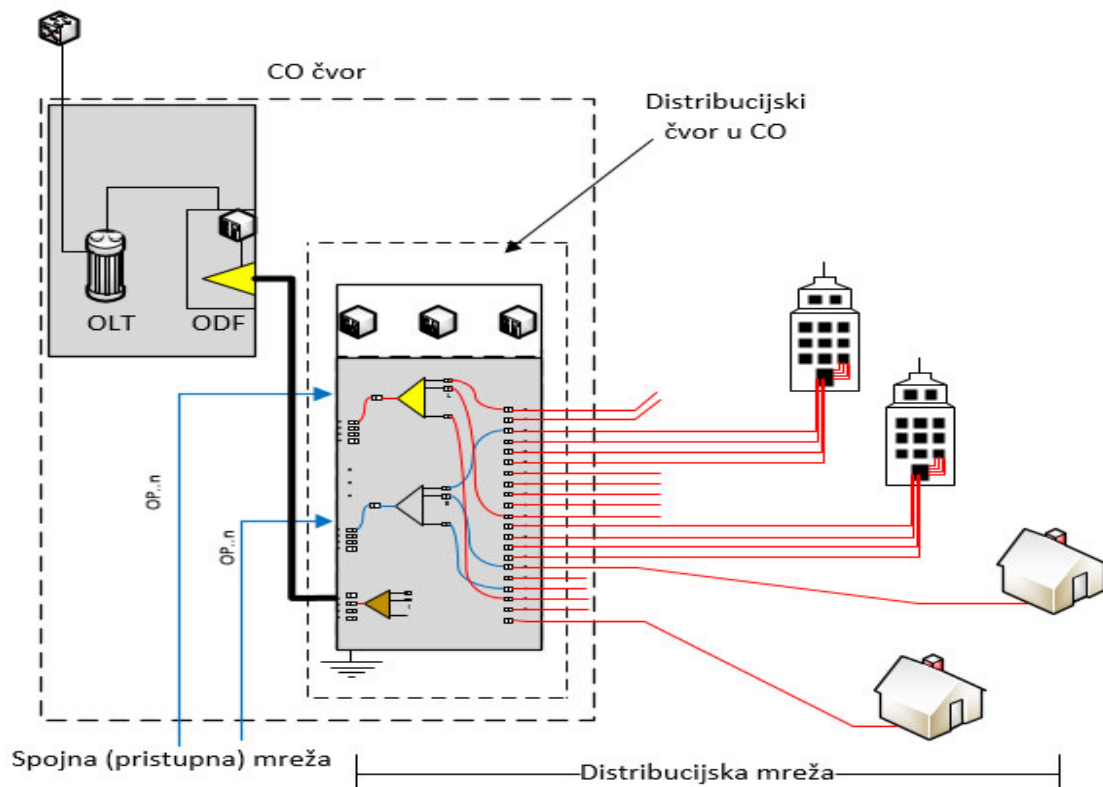 CO čvor
Distribucijski
čvor u CO
OLT
ODF
OP...n
OP...n
Spojna (pristupna) mreža
Distribucijska mreža